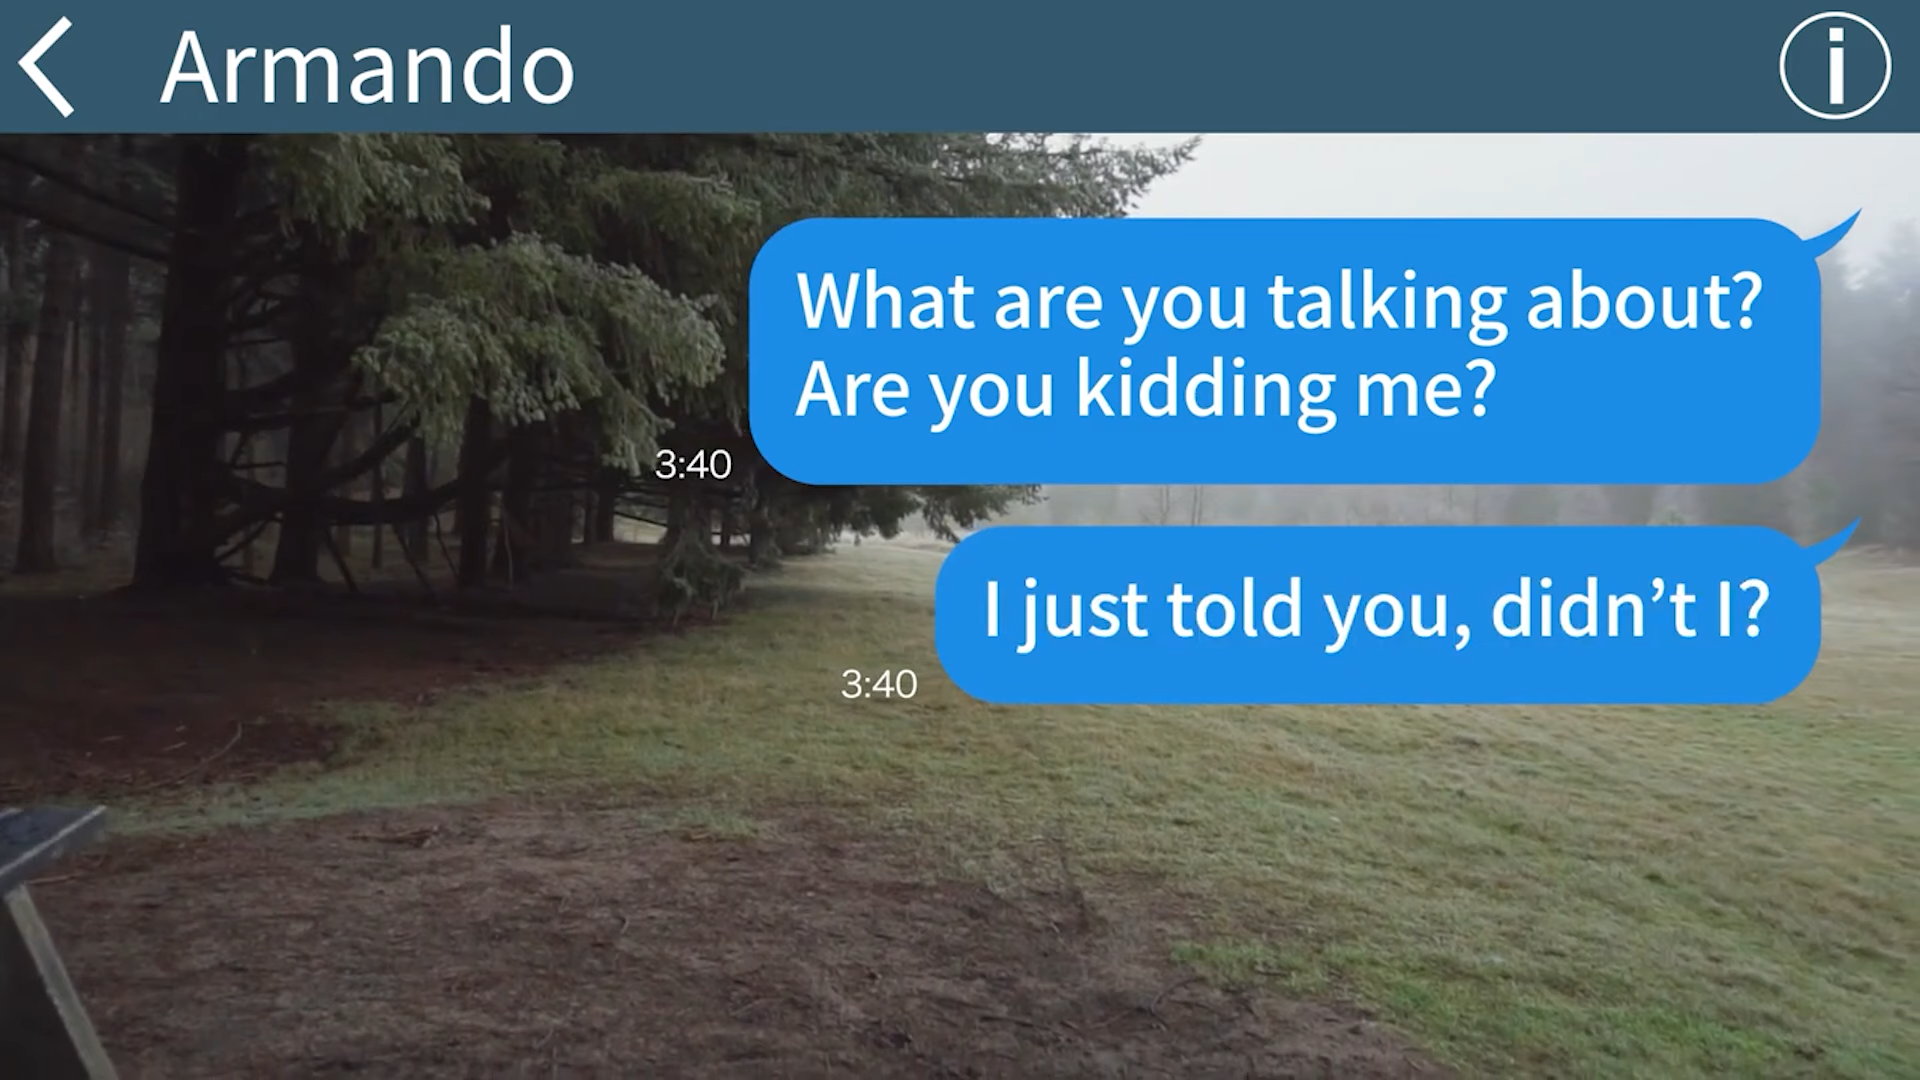 Armando
What are you talking about?
Are you kidding me?
3:40
I just told you, didn’t I?
3:40